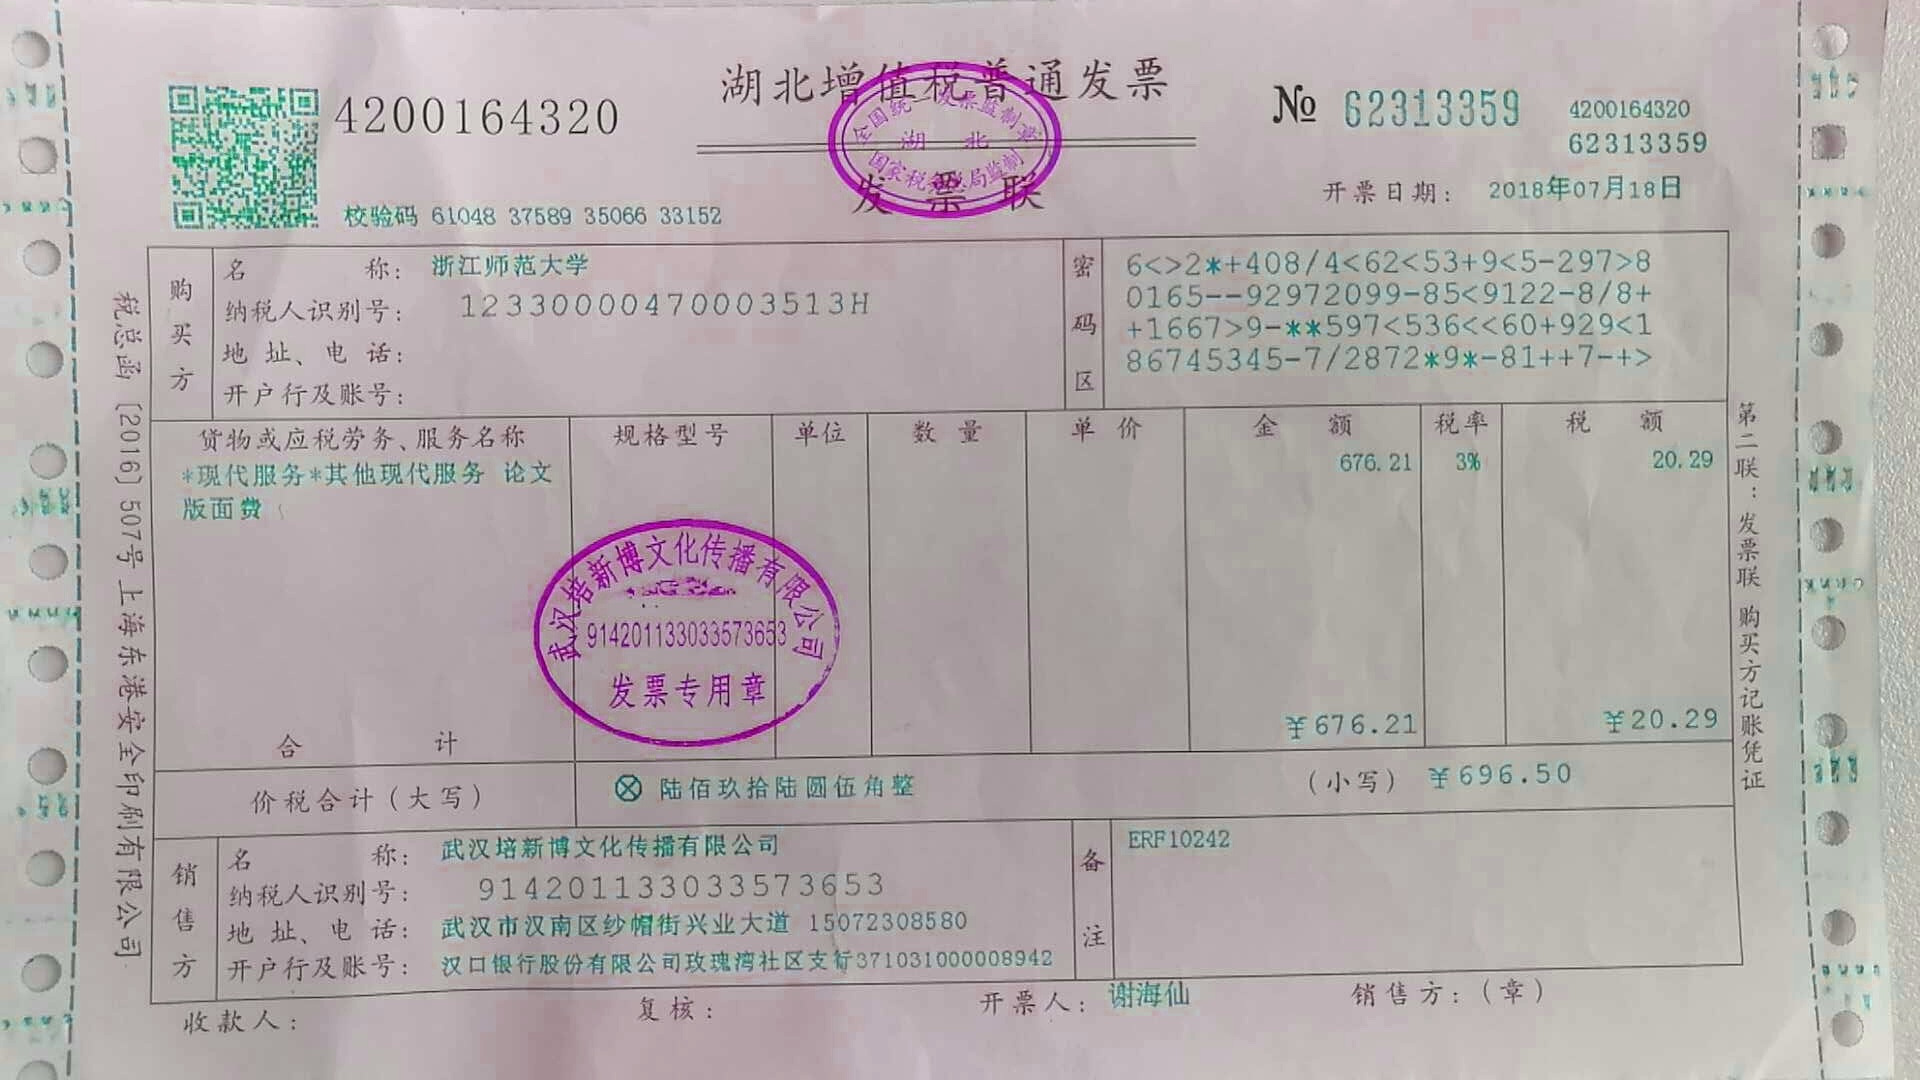 湖北增值税普通发票
发票联
全国统一发票监制章
湖 北
国家税务总局监制
4200164320
№ 62313359
4200164320
62313359
校验码 61048 37589 35066 33152
开票日期： 2018年07月18日
购买方
名 称： 浙江师范大学
纳税人识别号： 12330000470003513H
地 址、电 话：
开户行及账号：
密码区
6<>2*+408/4<62<53+9<5-297>8
0165--92972099-85<9122-8/8+
+1667>9-**597<536<<60+929<1
86745345-7/2872*9*-81++7-+>
货物或应税劳务、服务名称 规格型号 单位 数 量 单 价 金 额 税率 税 额
*现代服务*其他现代服务 论文 676.21 3% 20.29
版面费
武汉培新博文化传播有限公司
914201133033573653
发票专用章
合 计 ¥676.21 ¥20.29
价税合计（大写） ⊗ 陆佰玖拾陆圆伍角整 （小写） ¥696.50
销售方
名 称： 武汉培新博文化传播有限公司
纳税人识别号： 914201133033573653
地 址、电 话： 武汉市汉南区纱帽街兴业大道 15072308580
开户行及账号： 汉口银行股份有限公司玫瑰湾社区支行371031000008942
备注
ERF10242
收款人： 复核： 开票人： 谢海仙 销售方：（章）
税总函〔2016〕507号上海东港安全印刷有限公司
第二联：发票联 购买方记账凭证